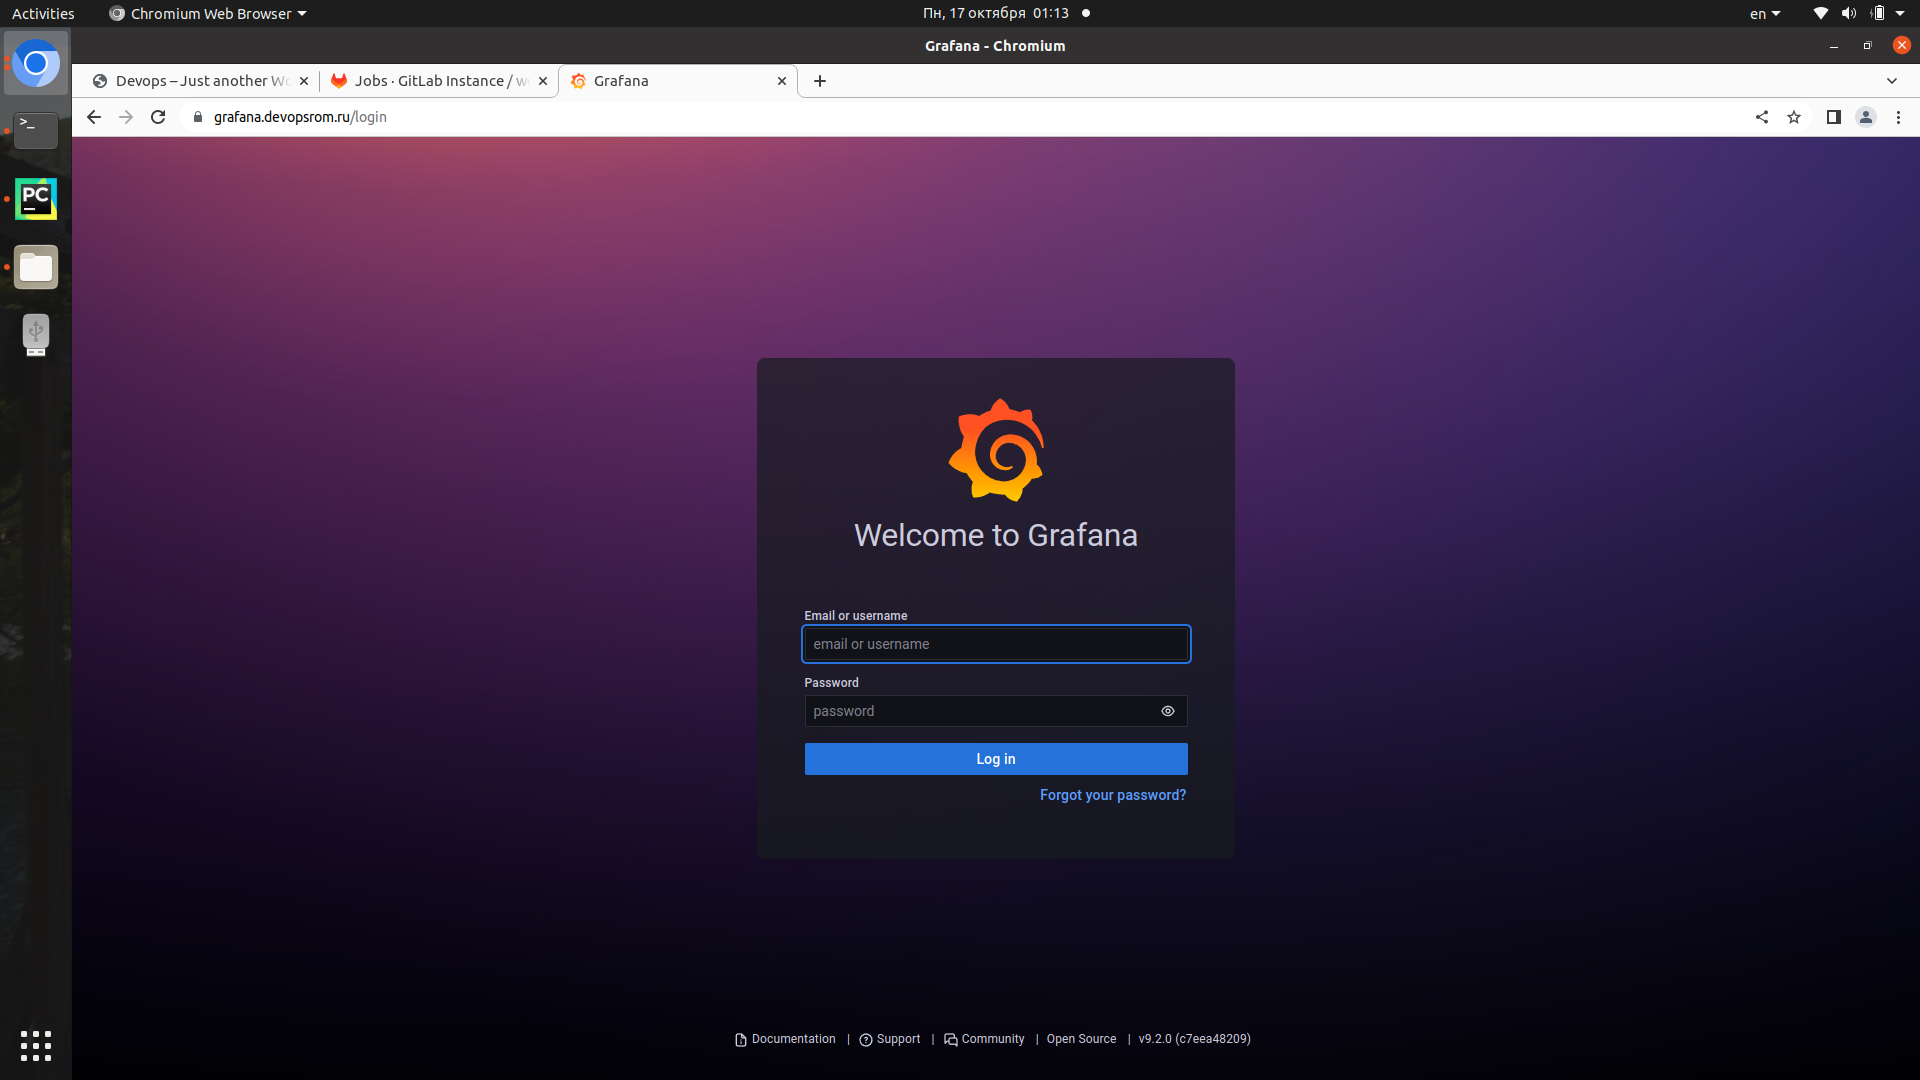 Activities
Chromium Web Browser
Пн, 17 октября 01:13
en
Grafana - Chromium
Devops – Just another Wo
Jobs · GitLab Instance / w
Grafana
grafana.devopsrom.ru/login
>_
PC
Welcome to Grafana
Email or username
email or username
Password
password
Log in
Forgot your password?
Documentation | Support | Community | Open Source | v9.2.0 (c7eea48209)